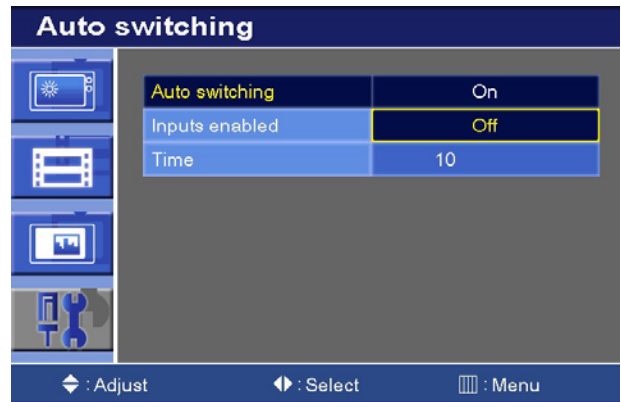 Auto switching
Auto switching On
Inputs enabled Off
Time 10
: Adjust : Select : Menu